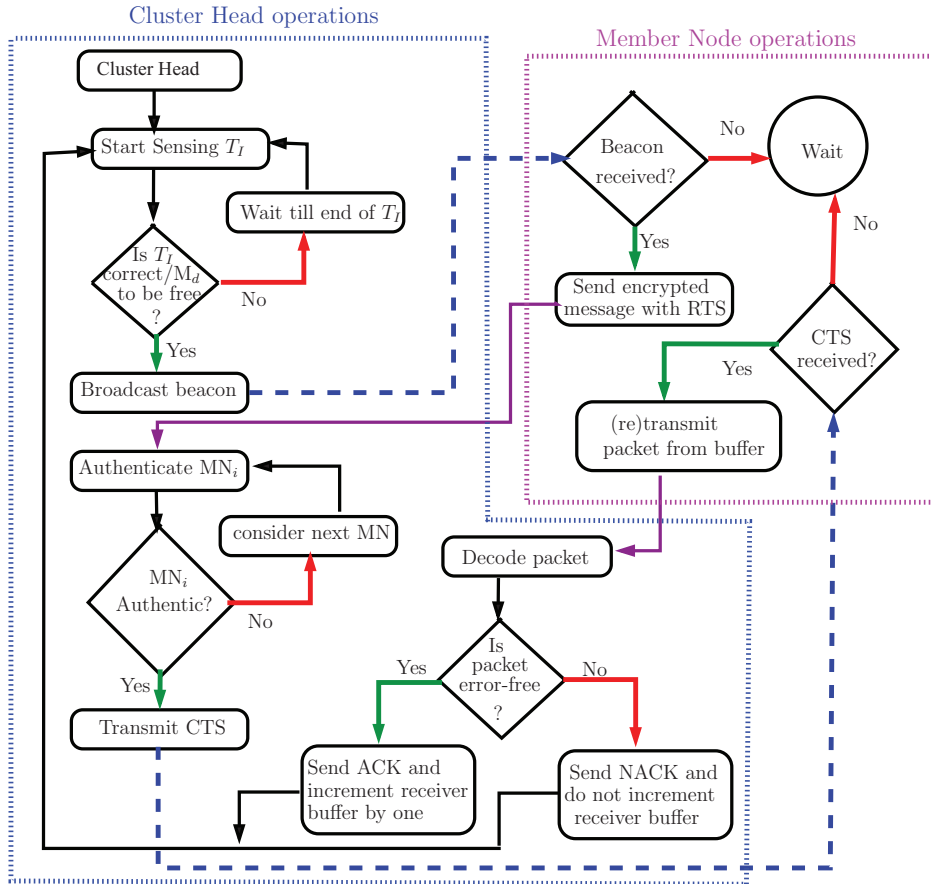 Cluster Head operations
Cluster Head
Start Sensing T_I
Wait till end of T_I
Is T_I
correct/M_d
to be free
?
No
Yes
Broadcast beacon
Authenticate MN_i
consider next MN
MN_i
Authentic?
No
Yes
Transmit CTS
Member Node operations
Beacon
received?
No
Wait
Yes
No
Send encrypted
message with RTS
CTS
received?
Yes
(re)transmit
packet from buffer
Decode packet
Is
packet
error-free
?
Yes
No
Send ACK and
increment receiver
buffer by one
Send NACK and
do not increment
receiver buffer